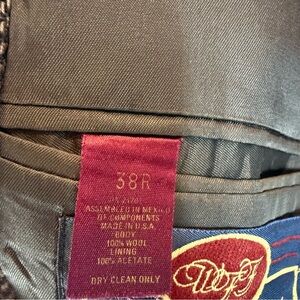 38R
ASSEMBLED IN MEXICO
OF COMPONENTS
MADE IN U.S.A
BODY
100% WOOL
LINING
100% ACETATE
DRY CLEAN ONLY